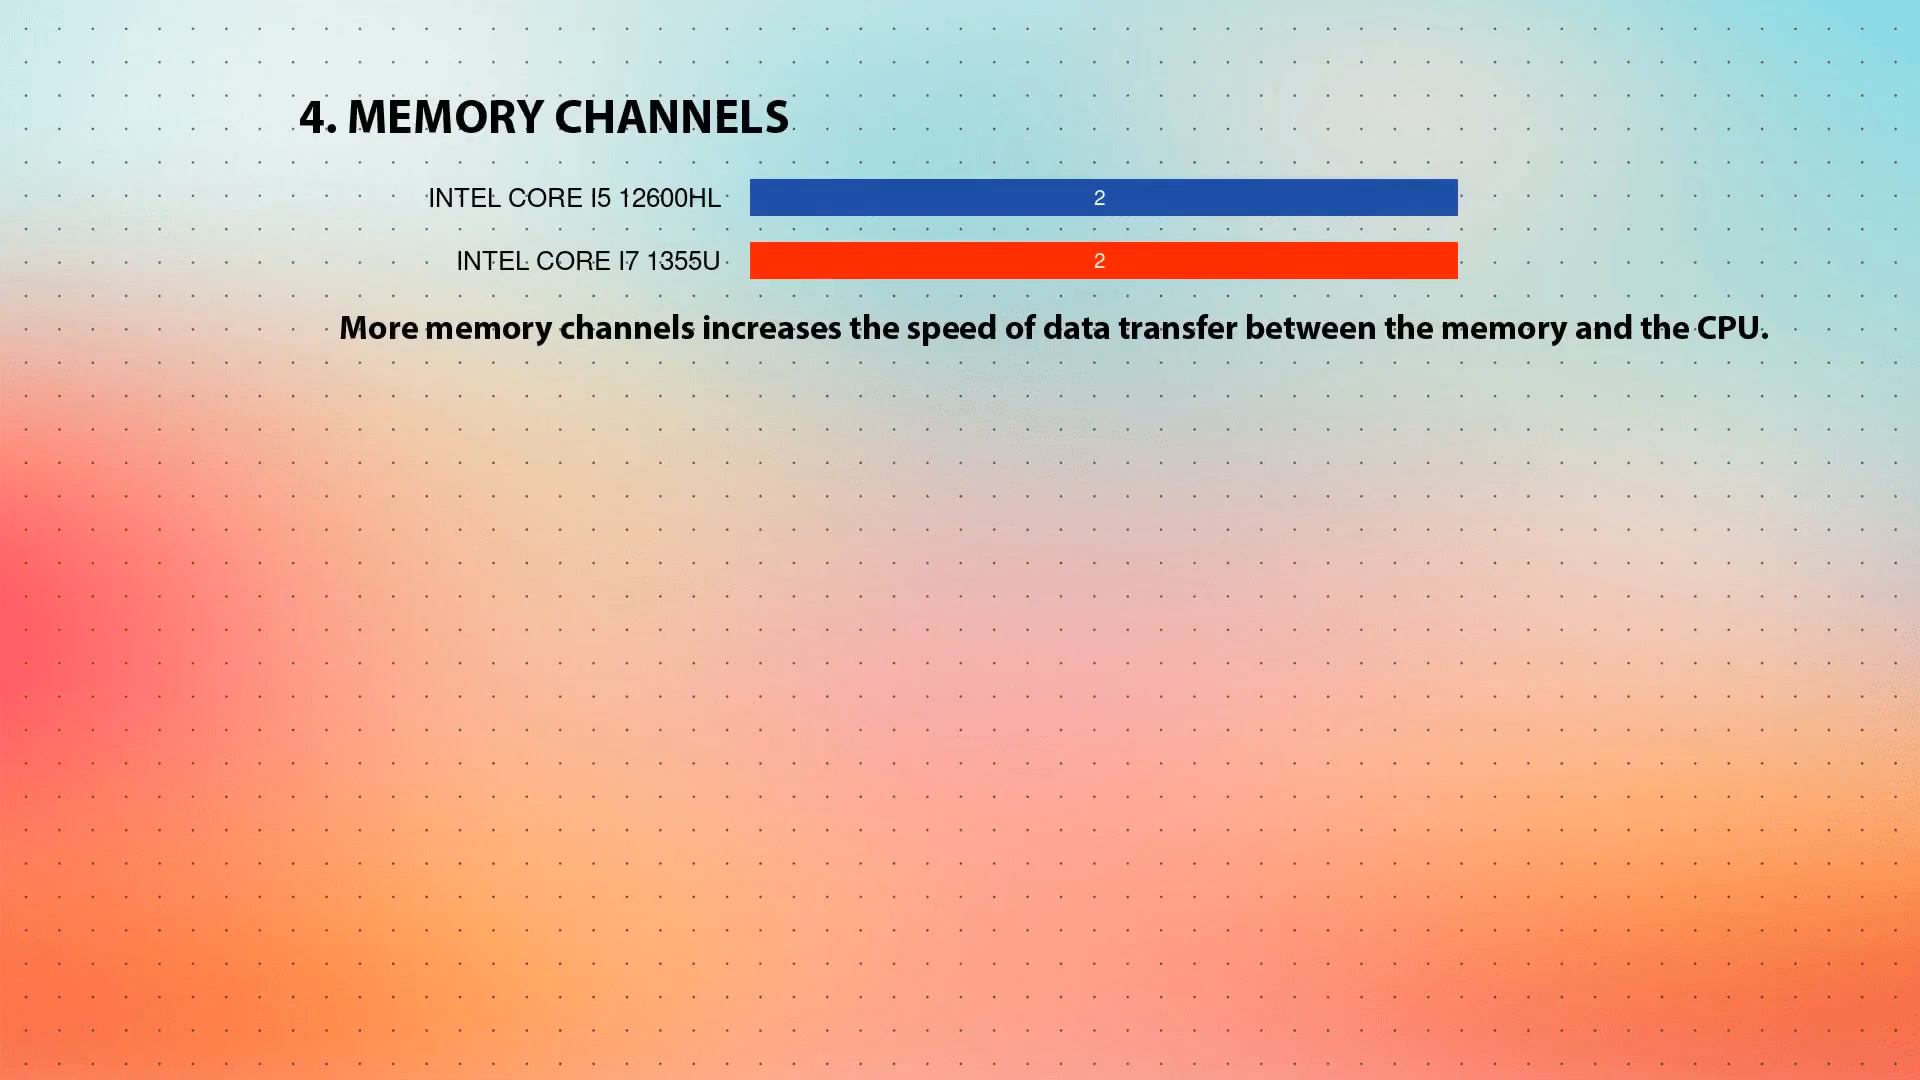 4. MEMORY CHANNELS
INTEL CORE I5 12600HL 2
INTEL CORE I7 1355U 2
More memory channels increases the speed of data transfer between the memory and the CPU.